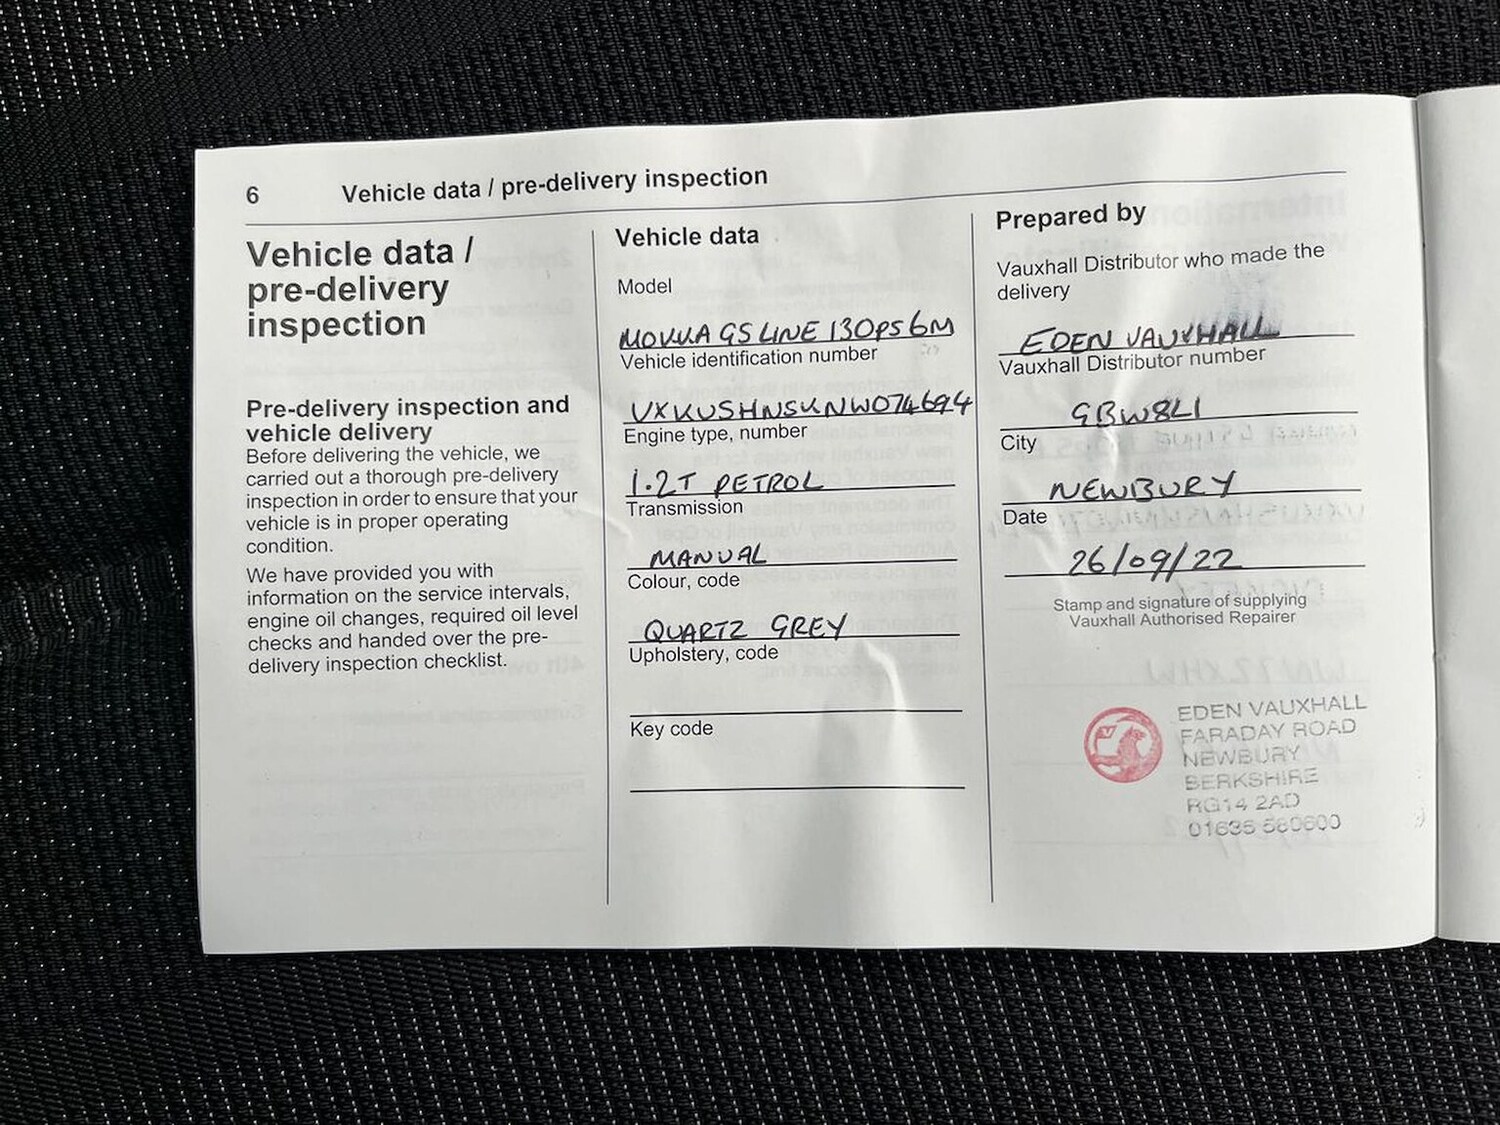 6 Vehicle data / pre-delivery inspection
Vehicle data /
pre-delivery
inspection
Pre-delivery inspection and
vehicle delivery
Before delivering the vehicle, we
carried out a thorough pre-delivery
inspection in order to ensure that your
vehicle is in proper operating
condition.
We have provided you with
information on the service intervals,
engine oil changes, required oil level
checks and handed over the pre-
delivery inspection checklist.
Vehicle data
Model
MOKKA GS LINE 130PS 6M
Vehicle identification number
VXKUSHNSKNW074694
Engine type, number
1.2T PETROL
Transmission
MANUAL
Colour, code
QUARTZ GREY
Upholstery, code
Key code
Prepared by
Vauxhall Distributor who made the
delivery
EDEN VAUXHALL
Vauxhall Distributor number
GBW8L1
City
NEWBURY
Date
26/09/22
Stamp and signature of supplying
Vauxhall Authorised Repairer
EDEN VAUXHALL
FARADAY ROAD
NEWBURY
BERKSHIRE
RG14 2AD
01635 580600